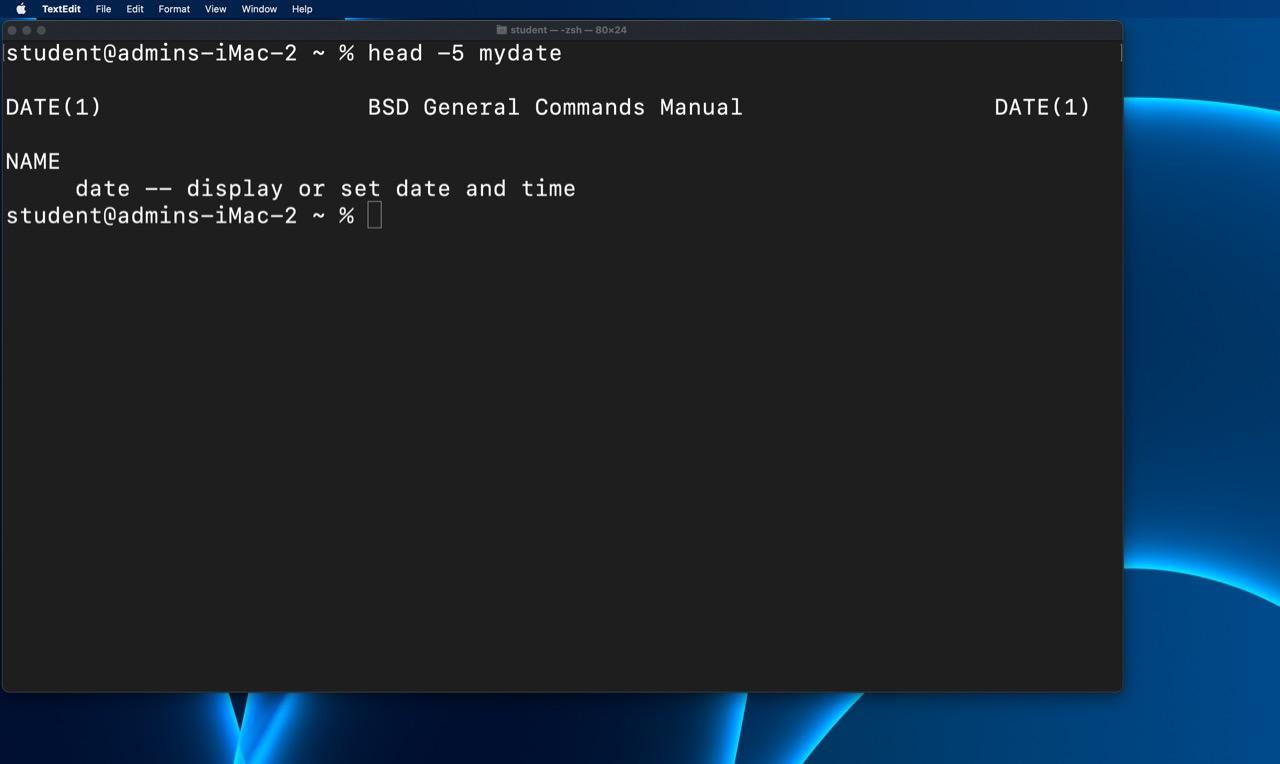 TextEdit File Edit Format View Window Help
student — -zsh — 80×24
student@admins-iMac-2 ~ % head -5 mydate
DATE(1) BSD General Commands Manual DATE(1)
NAME
date -- display or set date and time
student@admins-iMac-2 ~ %